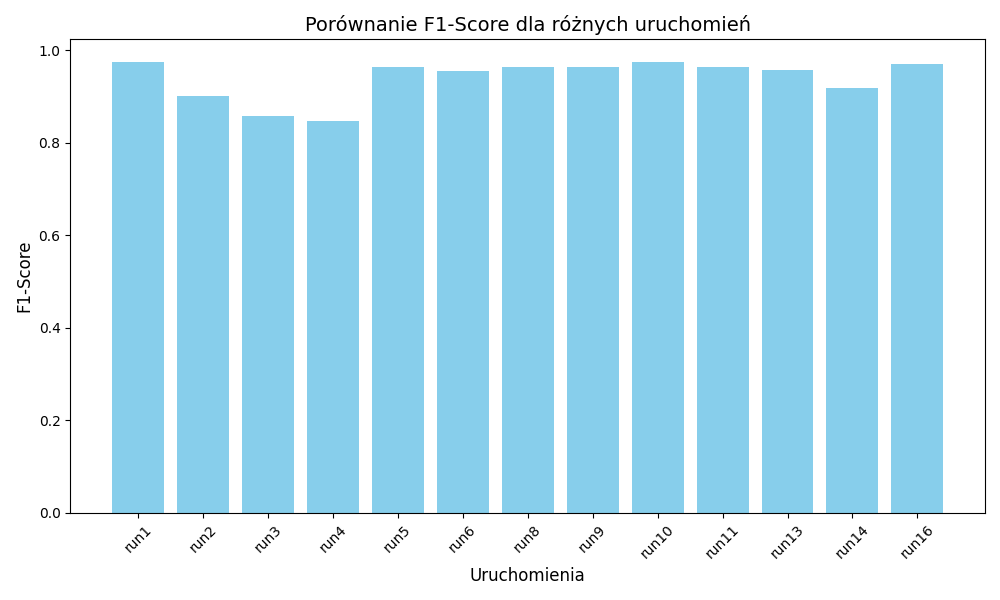 Porównanie F1-Score dla różnych uruchomień
F1-Score
1.0
0.8
0.6
0.4
0.2
0.0
run1 run2 run3 run4 run5 run6 run8 run9 run10 run11 run13 run14 run16
Uruchomienia